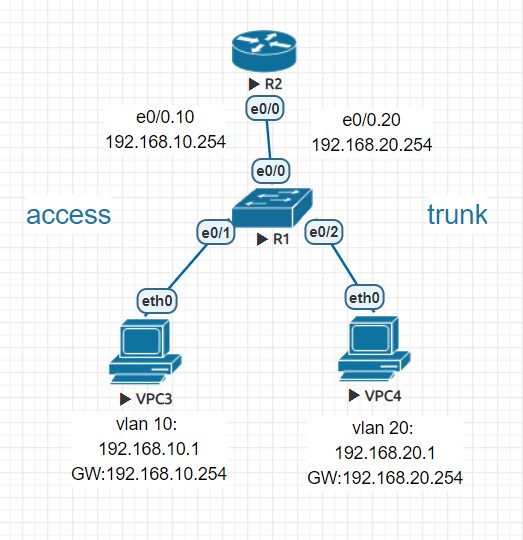 R2
e0/0
e0/0.10
192.168.10.254
e0/0.20
192.168.20.254
e0/0
access
trunk
e0/1
R1
e0/2
eth0
eth0
VPC3
VPC4
vlan 10:
192.168.10.1
GW:192.168.10.254
vlan 20:
192.168.20.1
GW:192.168.20.254